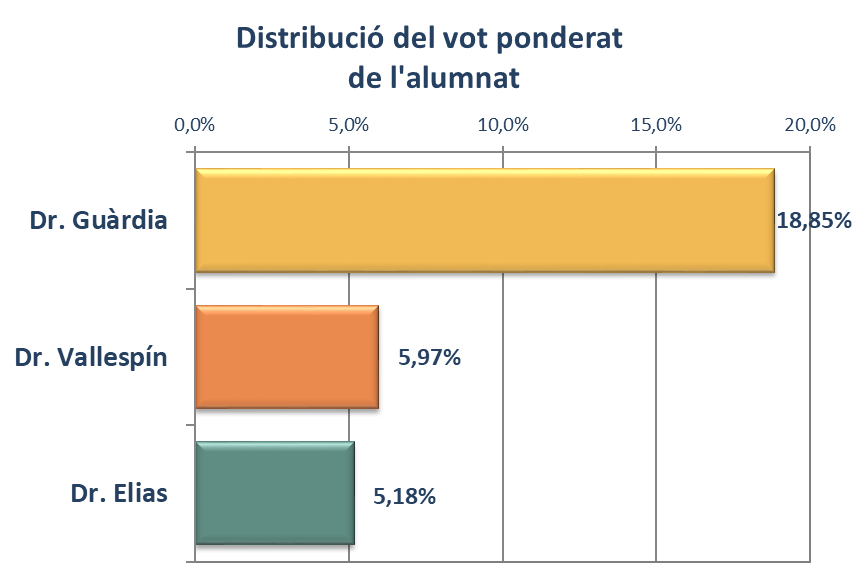 Distribució del vot ponderat
de l'alumnat
0,0% 5,0% 10,0% 15,0% 20,0%
Dr. Guàrdia 18,85%
Dr. Vallespín 5,97%
Dr. Elias 5,18%